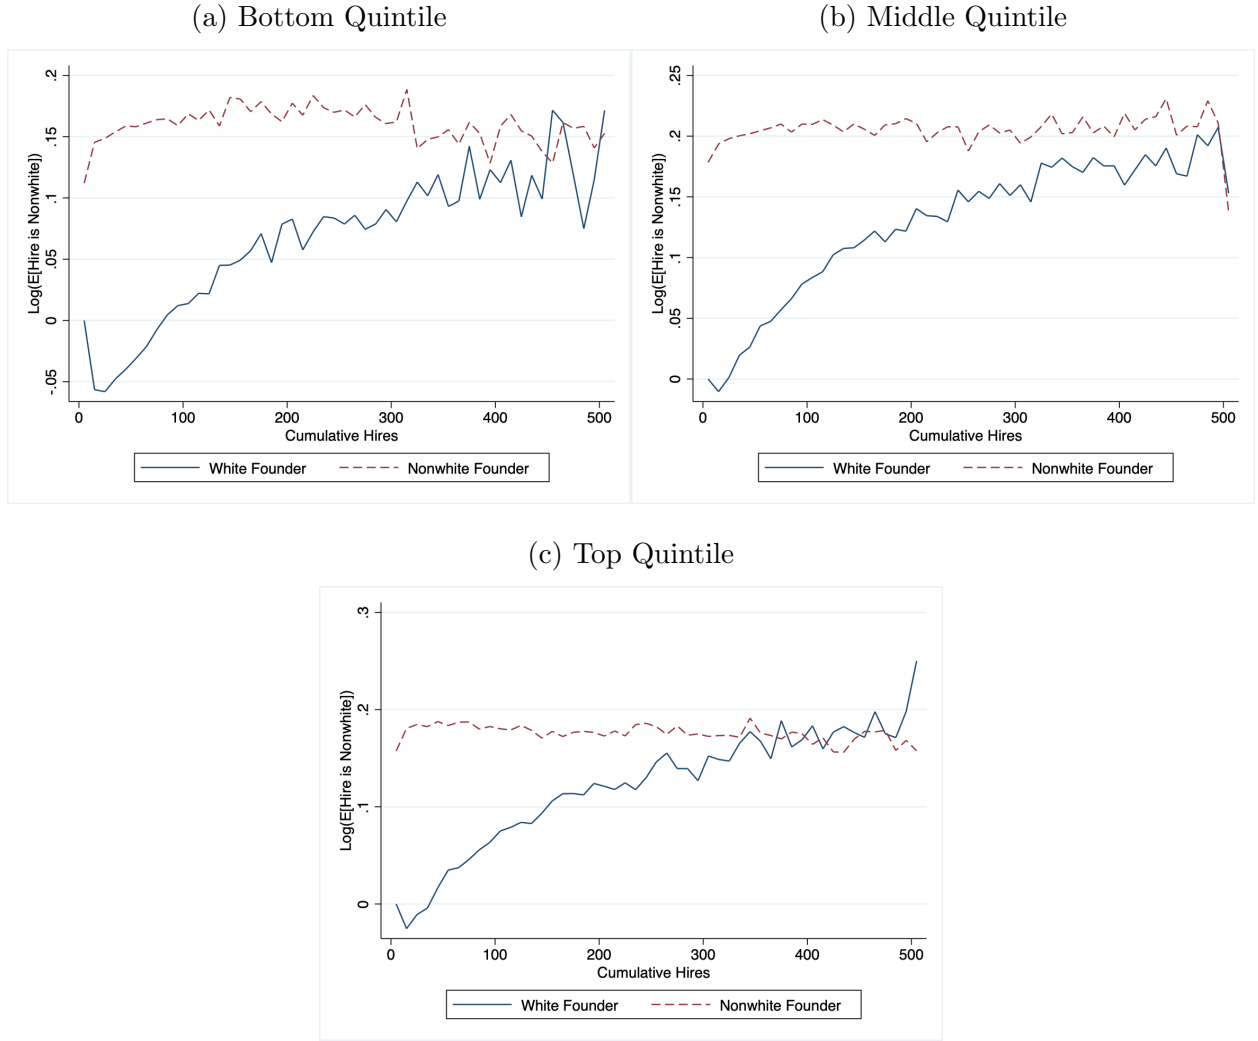 (a) Bottom Quintile
Log(E[Hire is Nonwhite])
.2
.15
.1
.05
0
-.05
0 100 200 300 400 500
Cumulative Hires
White Founder Nonwhite Founder
(b) Middle Quintile
Log(E[Hire is Nonwhite])
.25
.2
.15
.1
.05
0
0 100 200 300 400 500
Cumulative Hires
White Founder Nonwhite Founder
(c) Top Quintile
Log(E[Hire is Nonwhite])
.3
.2
.1
0
0 100 200 300 400 500
Cumulative Hires
White Founder Nonwhite Founder